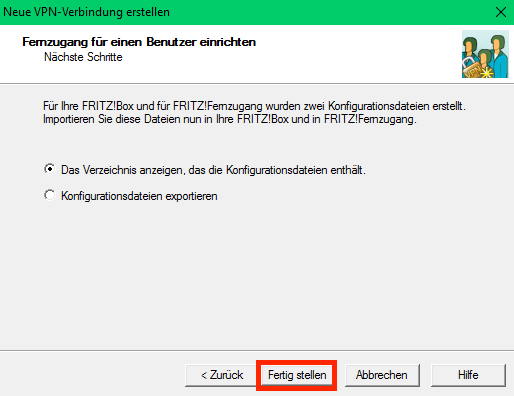 Neue VPN-Verbindung erstellen
Fernzugang für einen Benutzer einrichten
Nächste Schritte
Für Ihre FRITZ!Box und für FRITZ!Fernzugang wurden zwei Konfigurationsdateien erstellt.
Importieren Sie diese Dateien nun in Ihre FRITZ!Box und in FRITZ!Fernzugang.
Das Verzeichnis anzeigen, das die Konfigurationsdateien enthält.
Konfigurationsdateien exportieren
< Zurück Fertig stellen Abbrechen Hilfe